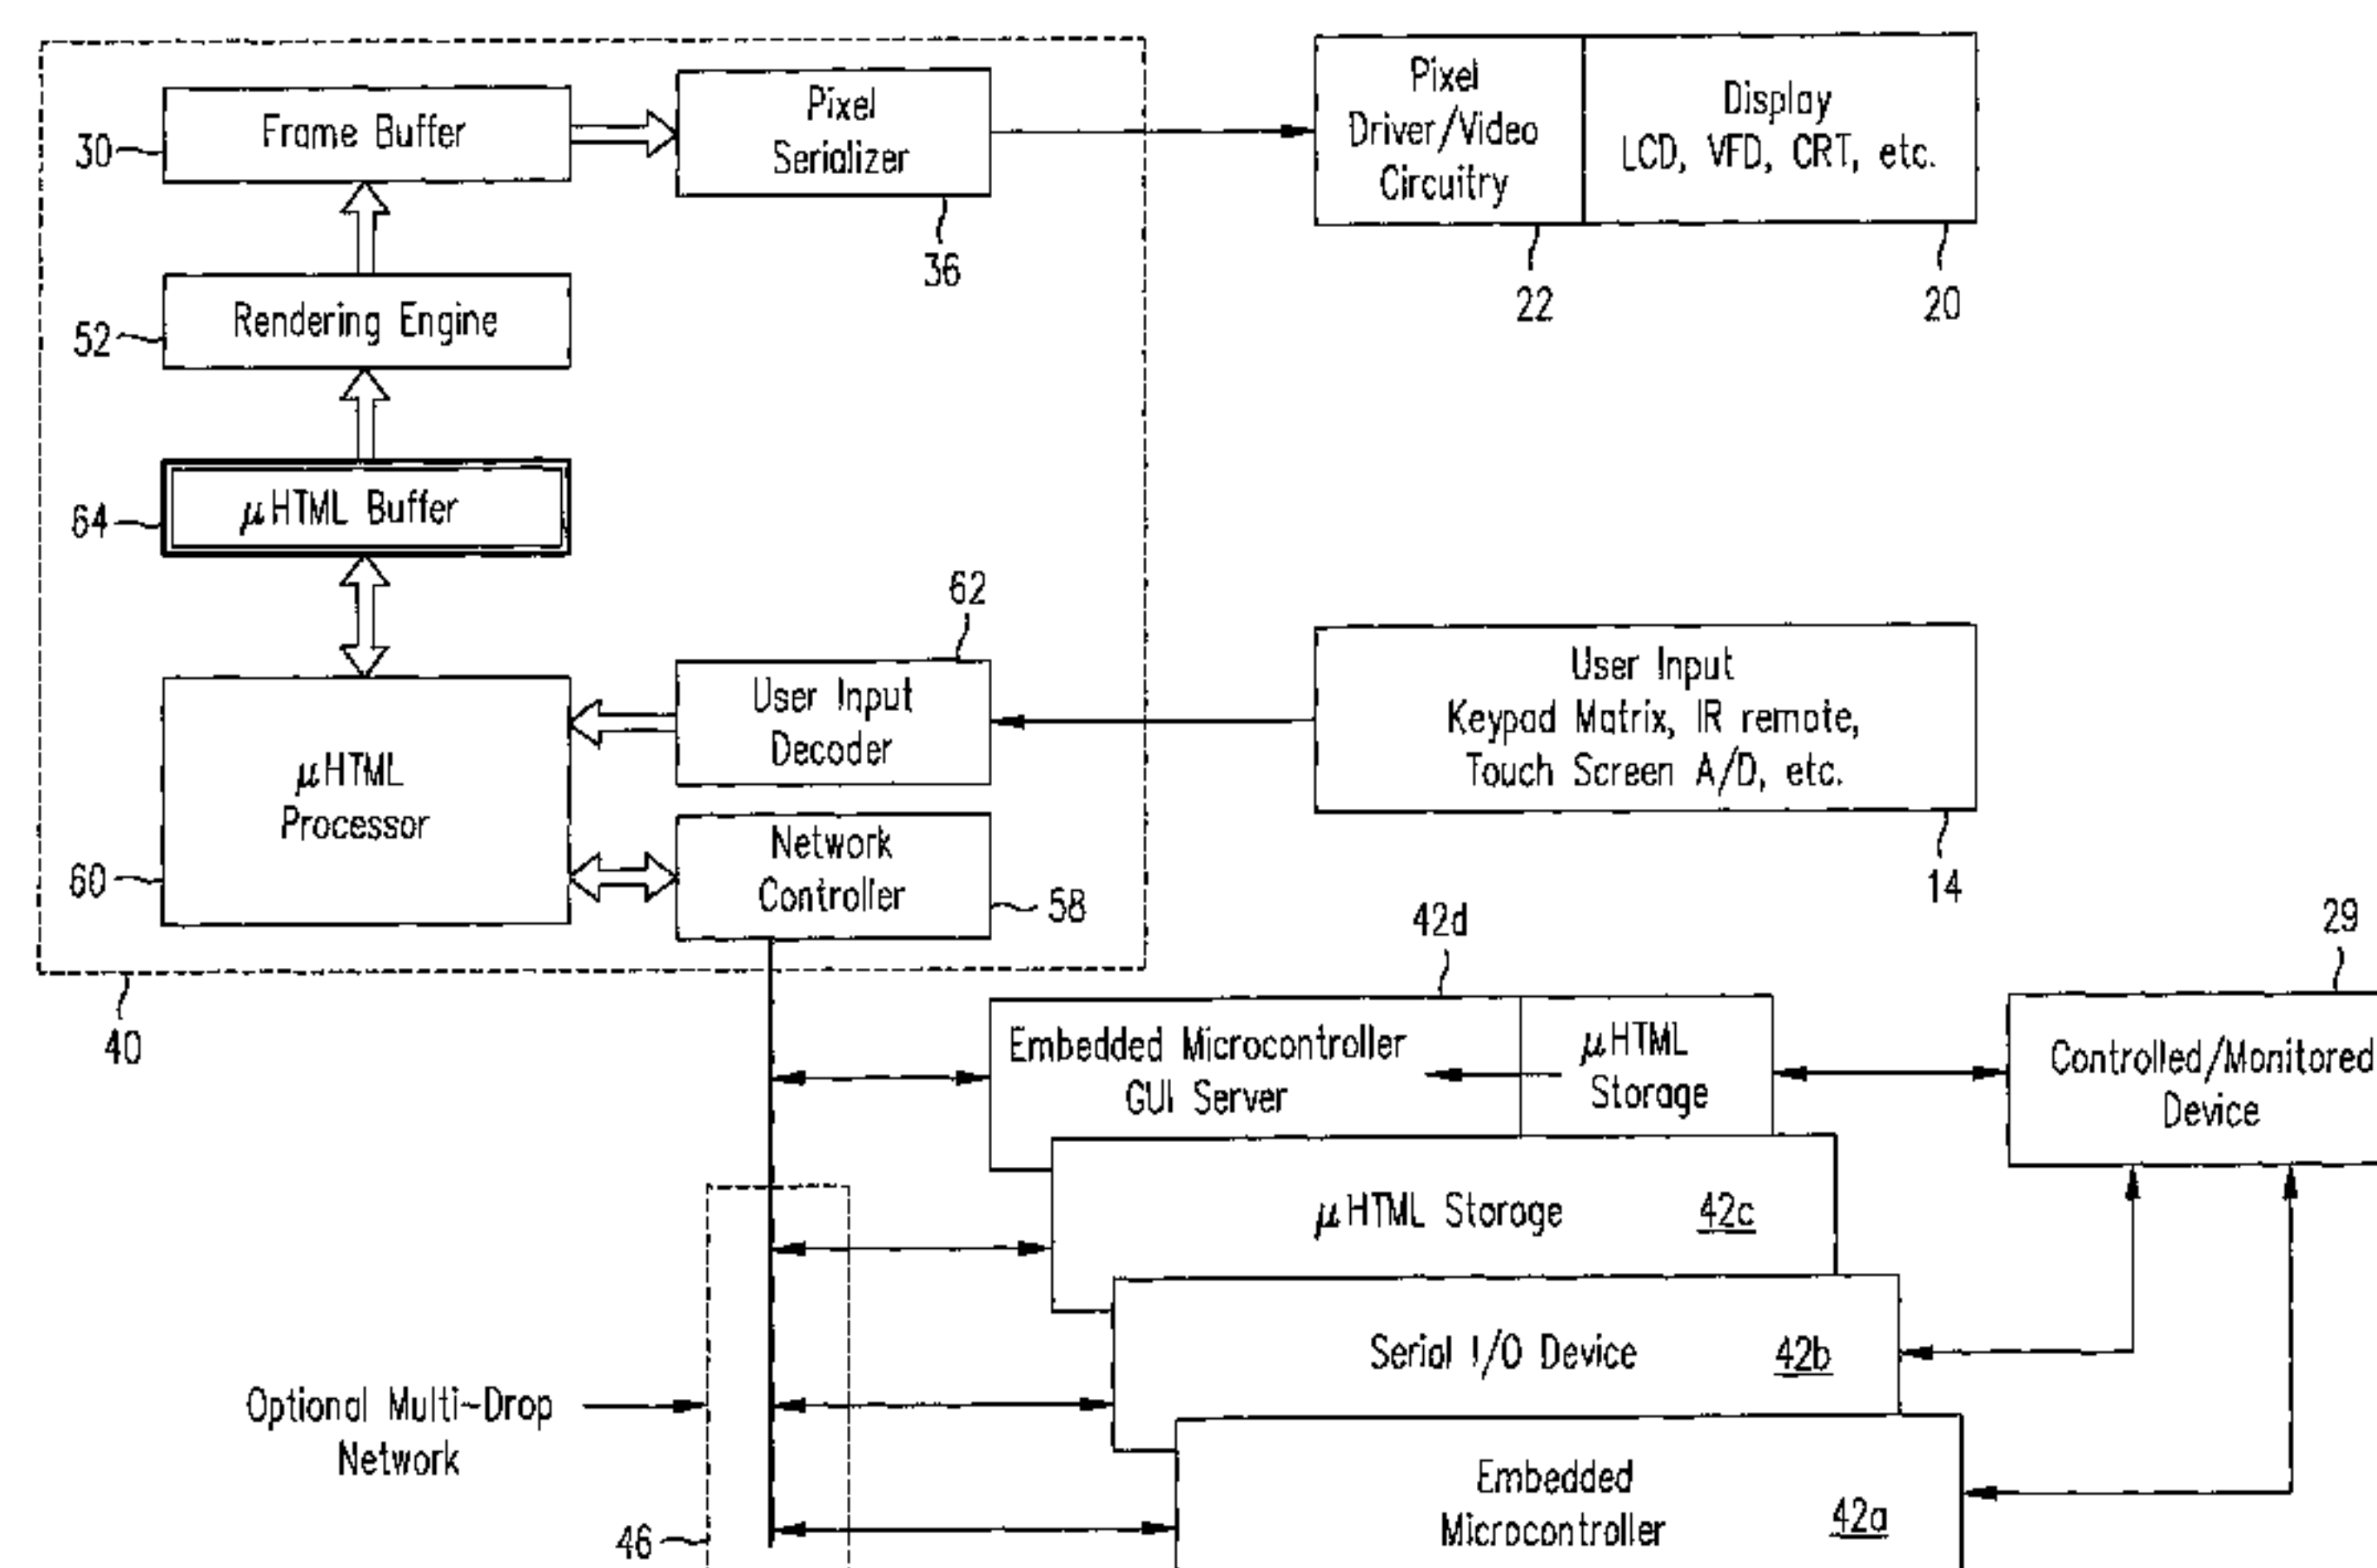 Frame Buffer
30
Pixel
Serializer
36
Pixel
Driver/Video
Circuitry
22
Display
LCD, VFD, CRT, etc.
20
Rendering Engine
52
μHTML Buffer
64
62
User Input
Decoder
User Input
Keypad Matrix, IR remote,
Touch Screen A/D, etc.
14
μHTML
Processor
60
Network
Controller
58
40
42d
29
Embedded Microcontroller
GUI Server
μHTML
Storage
Controlled/Monitored
Device
μHTML Storage 42c
Serial I/O Device 42b
Optional Multi-Drop
Network
46
Embedded
Microcontroller
42a